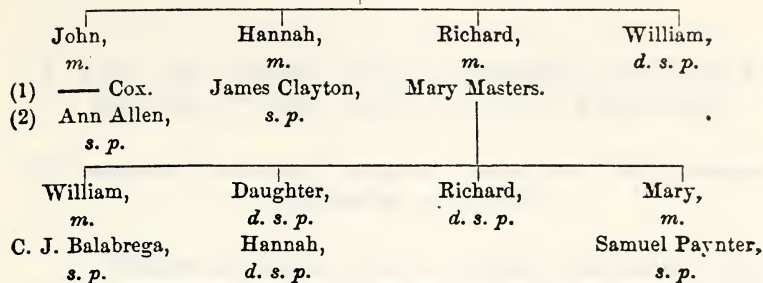 John, Hannah, Richard, William,
m. m. m. d. s. p.
(1) —— Cox. James Clayton, Mary Masters.
(2) Ann Allen, s. p.
s. p.
William, Daughter, Richard, Mary,
m. d. s. p. d. s. p. m.
C. J. Balabrega, Hannah, Samuel Paynter,
s. p. d. s. p. s. p.